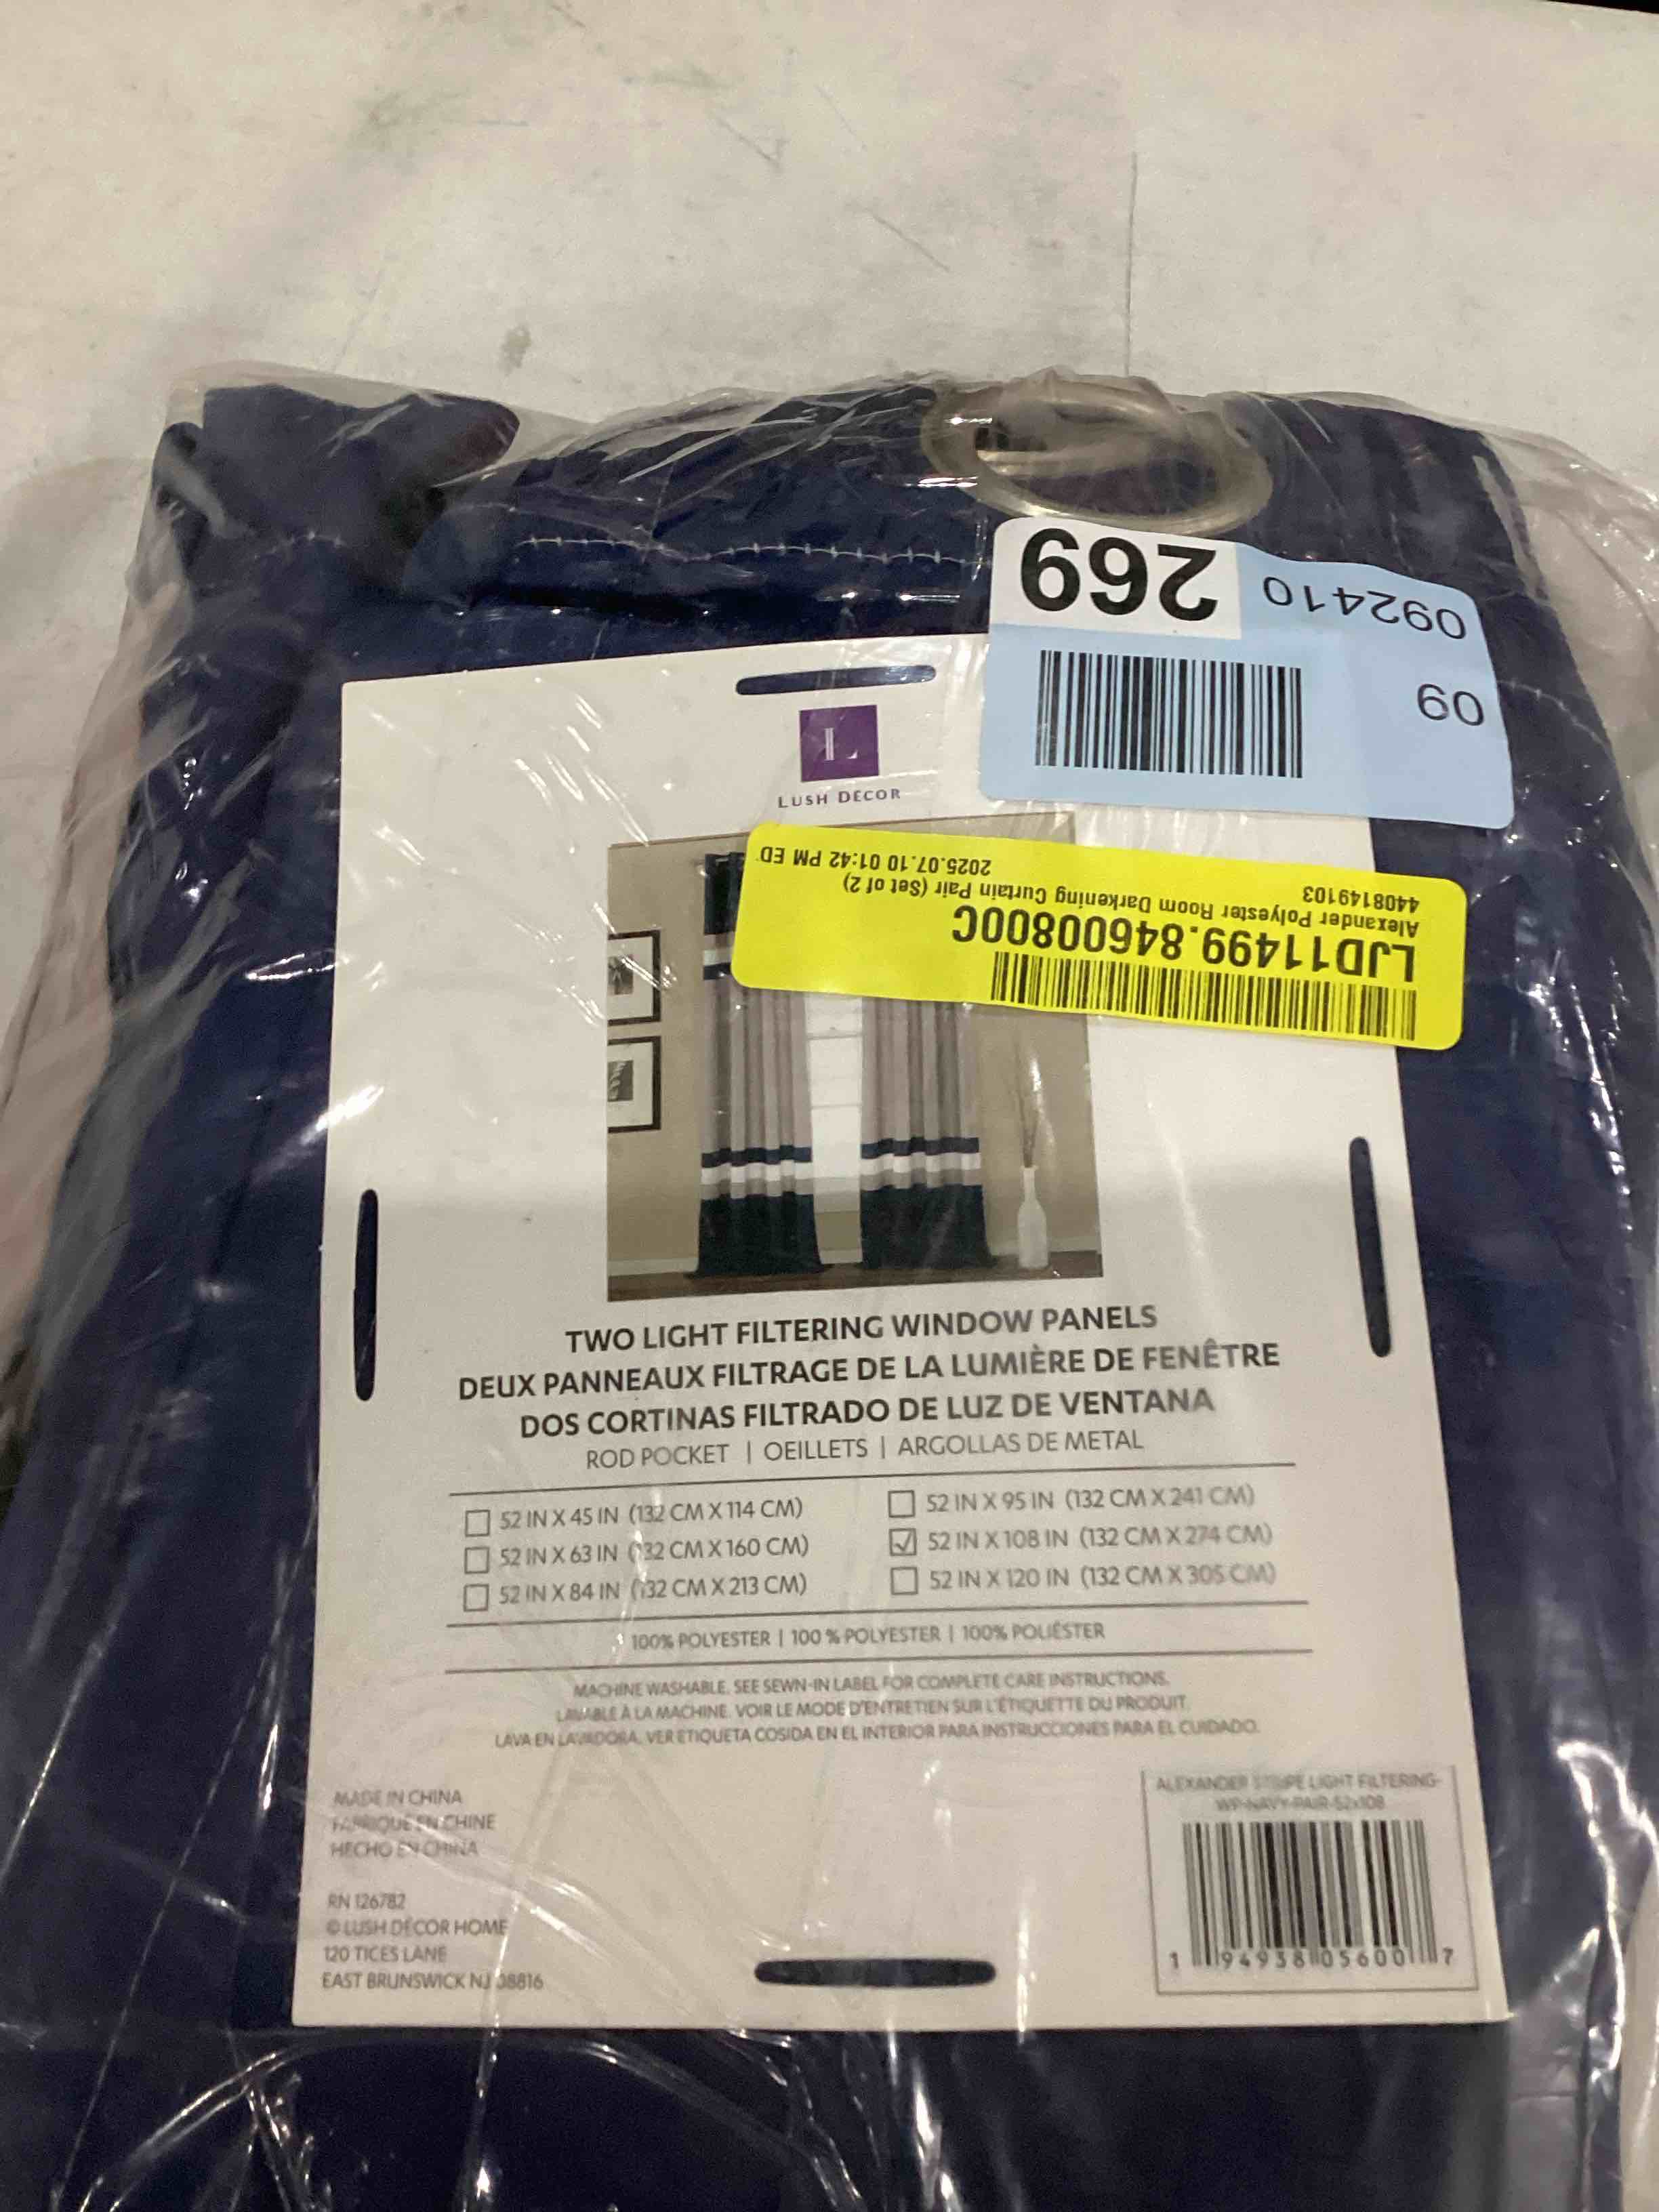 269
092410
09
L
LUSH DÉCOR
LJD11499.84600800C
Alexander Polyester Room Darkening Curtain Pair (Set of 2)
4408149103
2025.07.10 01:42 PM ED
TWO LIGHT FILTERING WINDOW PANELS
DEUX PANNEAUX FILTRAGE DE LA LUMIÈRE DE FENÊTRE
DOS CORTINAS FILTRADO DE LUZ DE VENTANA
ROD POCKET | OEILLETS | ARGOLLAS DE METAL
52 IN X 45 IN (132 CM X 114 CM)
52 IN X 63 IN (132 CM X 160 CM)
52 IN X 84 IN (132 CM X 213 CM)
52 IN X 95 IN (132 CM X 241 CM)
52 IN X 108 IN (132 CM X 274 CM)
52 IN X 120 IN (132 CM X 305 CM)
100% POLYESTER | 100 % POLYESTER | 100% POLIÉSTER
MACHINE WASHABLE. SEE SEWN-IN LABEL FOR COMPLETE CARE INSTRUCTIONS.
LAVABLE À LA MACHINE. VOIR LE MODE D'ENTRETIEN SUR L'ÉTIQUETTE DU PRODUIT.
LAVA EN LAVADORA. VER ETIQUETA COSIDA EN EL INTERIOR PARA INSTRUCCIONES PARA EL CUIDADO.
MADE IN CHINA
FABRIQUÉ EN CHINE
HECHO EN CHINA
RN 126782
© LUSH DÉCOR HOME
120 TICES LANE
EAST BRUNSWICK NJ 08816
ALEXANDER STRIPE LIGHT FILTERING-
WP-NAVY-PAIR-52x108
1 94938 05600 7